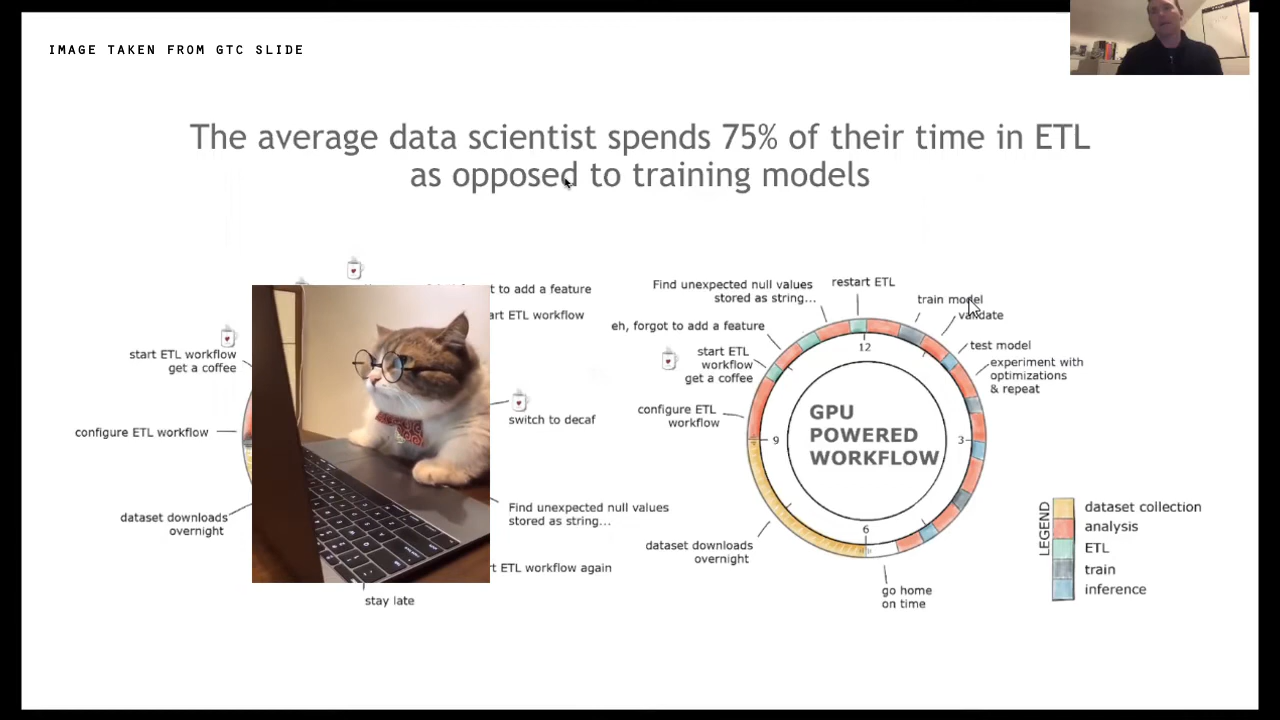 IMAGE TAKEN FROM GTC SLIDE
The average data scientist spends 75% of their time in ETL
as opposed to training models
to add a feature
ETL workflow
start ETL workflow
get a coffee
configure ETL workflow
dataset downloads
overnight
switch to decaf
Find unexpected null values
stored as string...
ETL workflow again
stay late
Find unexpected null values
stored as string...
restart ETL
train model
validate
eh, forgot to add a feature
test model
start ETL
workflow
get a coffee
experiment with
optimizations
& repeat
configure ETL
workflow
12
3
6
9
GPU
POWERED
WORKFLOW
dataset downloads
overnight
go home
on time
LEGEND
dataset collection
analysis
ETL
train
inference